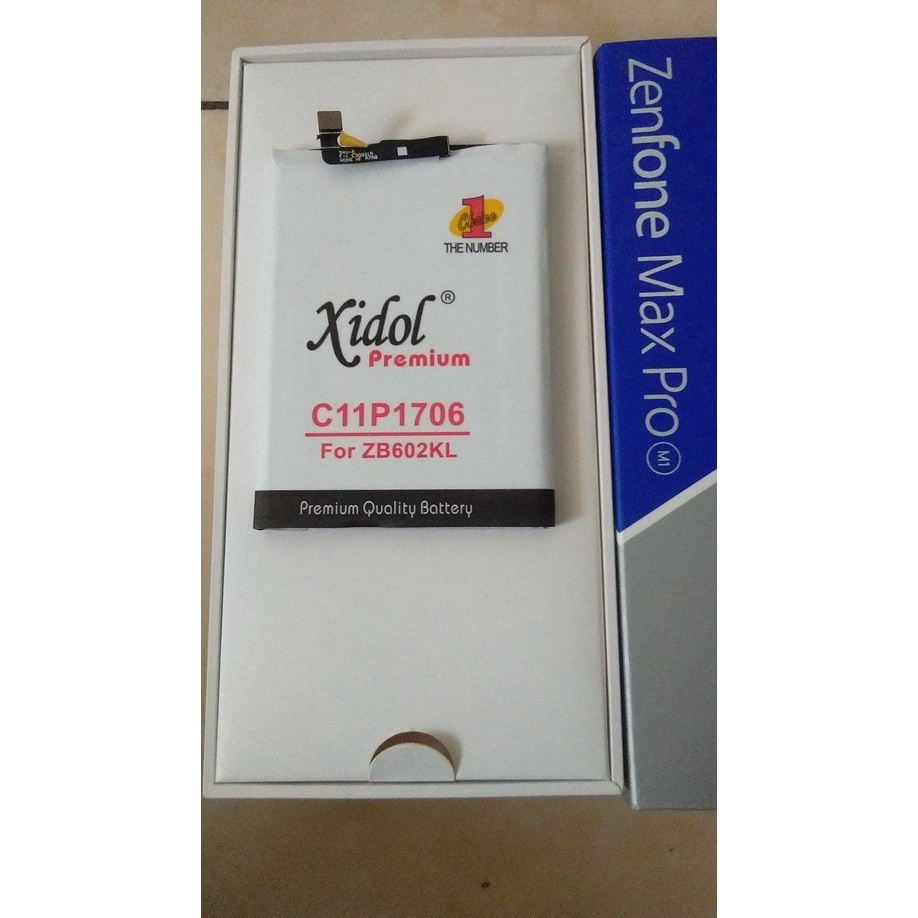 1
Choice
THE NUMBER
Xidol ®
Premium
C11P1706
For ZB602KL
Premium Quality Battery
Zenfone Max Pro M1